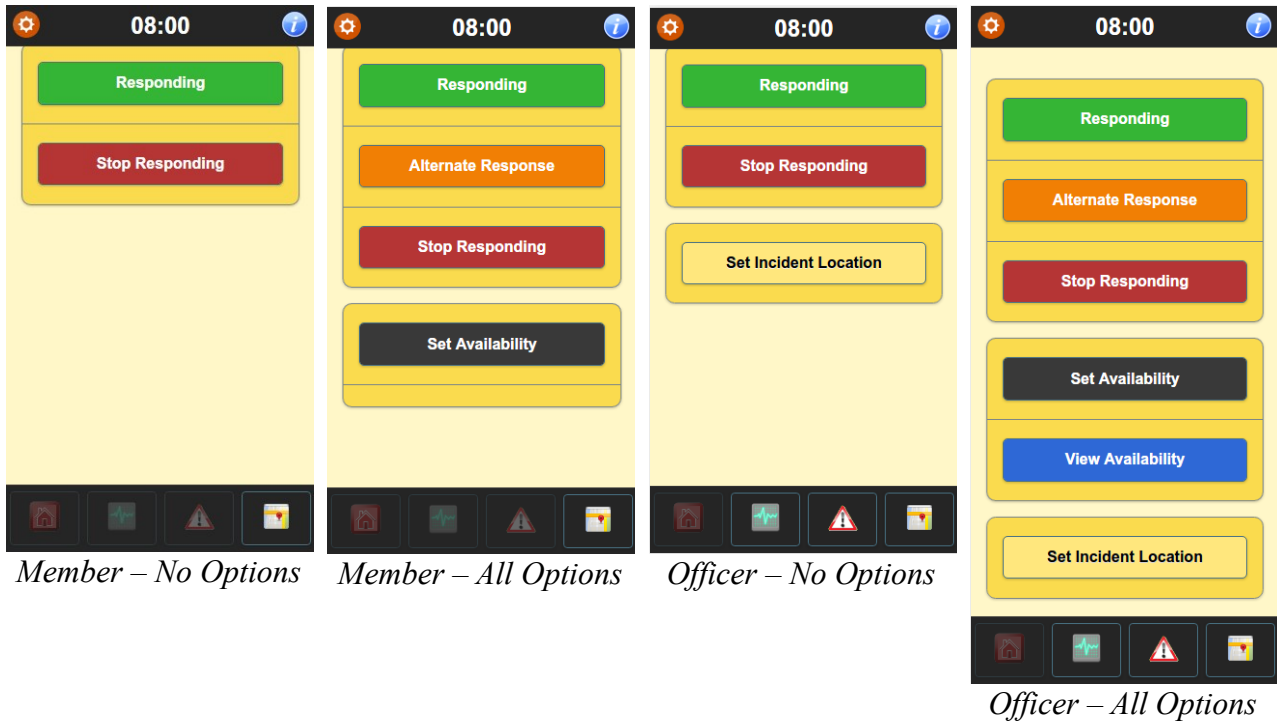 08:00
i
Responding
Stop Responding
Member – No Options
08:00
i
Responding
Alternate Response
Stop Responding
Set Availability
Member – All Options
08:00
i
Responding
Stop Responding
Set Incident Location
Officer – No Options
08:00
i
Responding
Alternate Response
Stop Responding
Set Availability
View Availability
Set Incident Location
Officer – All Options